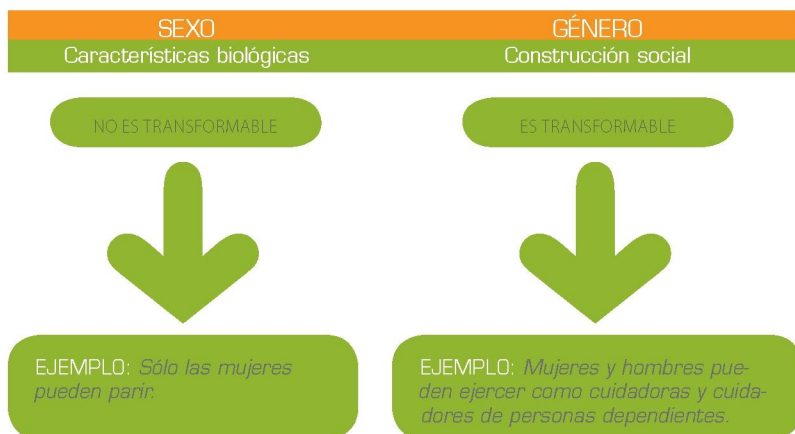 SEXO
Características biológicas
NO ES TRANSFORMABLE
EJEMPLO: Sólo las mujeres
pueden parir.
GÉNERO
Construcción social
ES TRANSFORMABLE
EJEMPLO: Mujeres y hombres pue-
den ejercer como cuidadoras y cuida-
dores de personas dependientes.